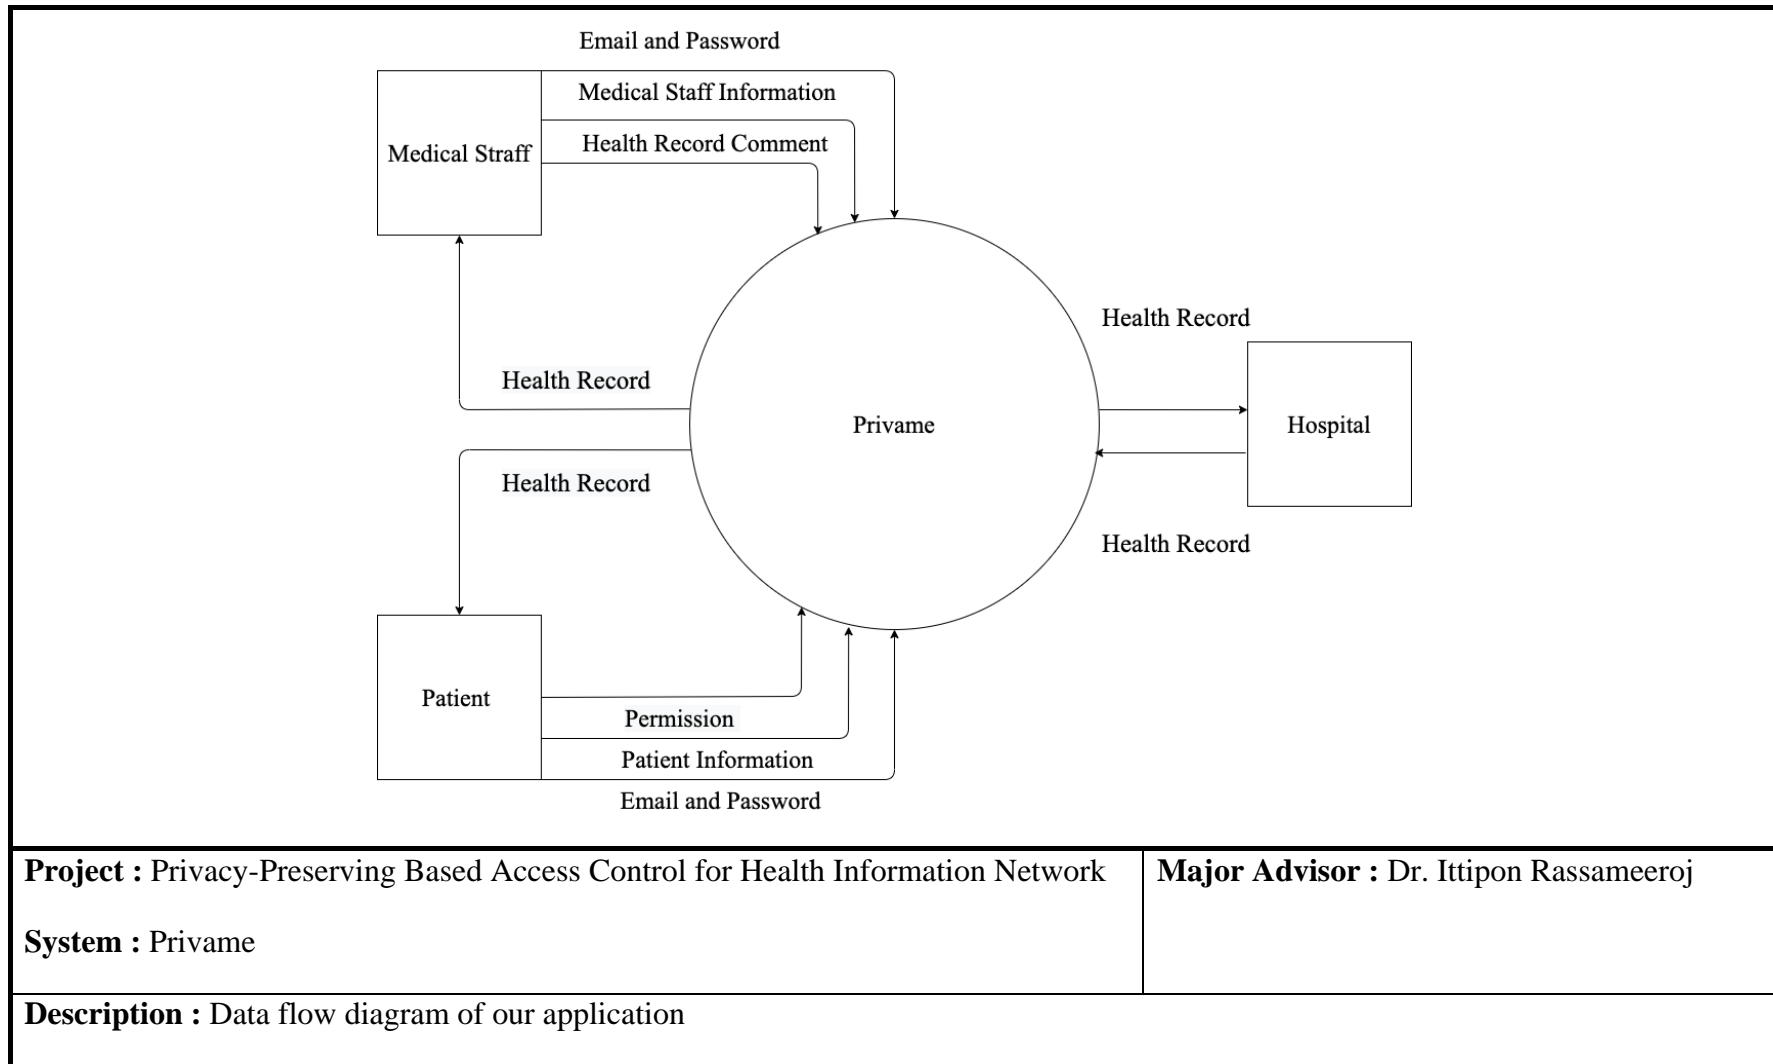 Email and Password
Medical Staff Information
Health Record Comment
Medical Straff
Health Record
Health Record
Privame
Hospital
Health Record
Health Record
Patient
Permission
Patient Information
Email and Password
Project : Privacy-Preserving Based Access Control for Health Information Network
System : Privame
Major Advisor : Dr. Ittipon Rassameeroj
Description : Data flow diagram of our application